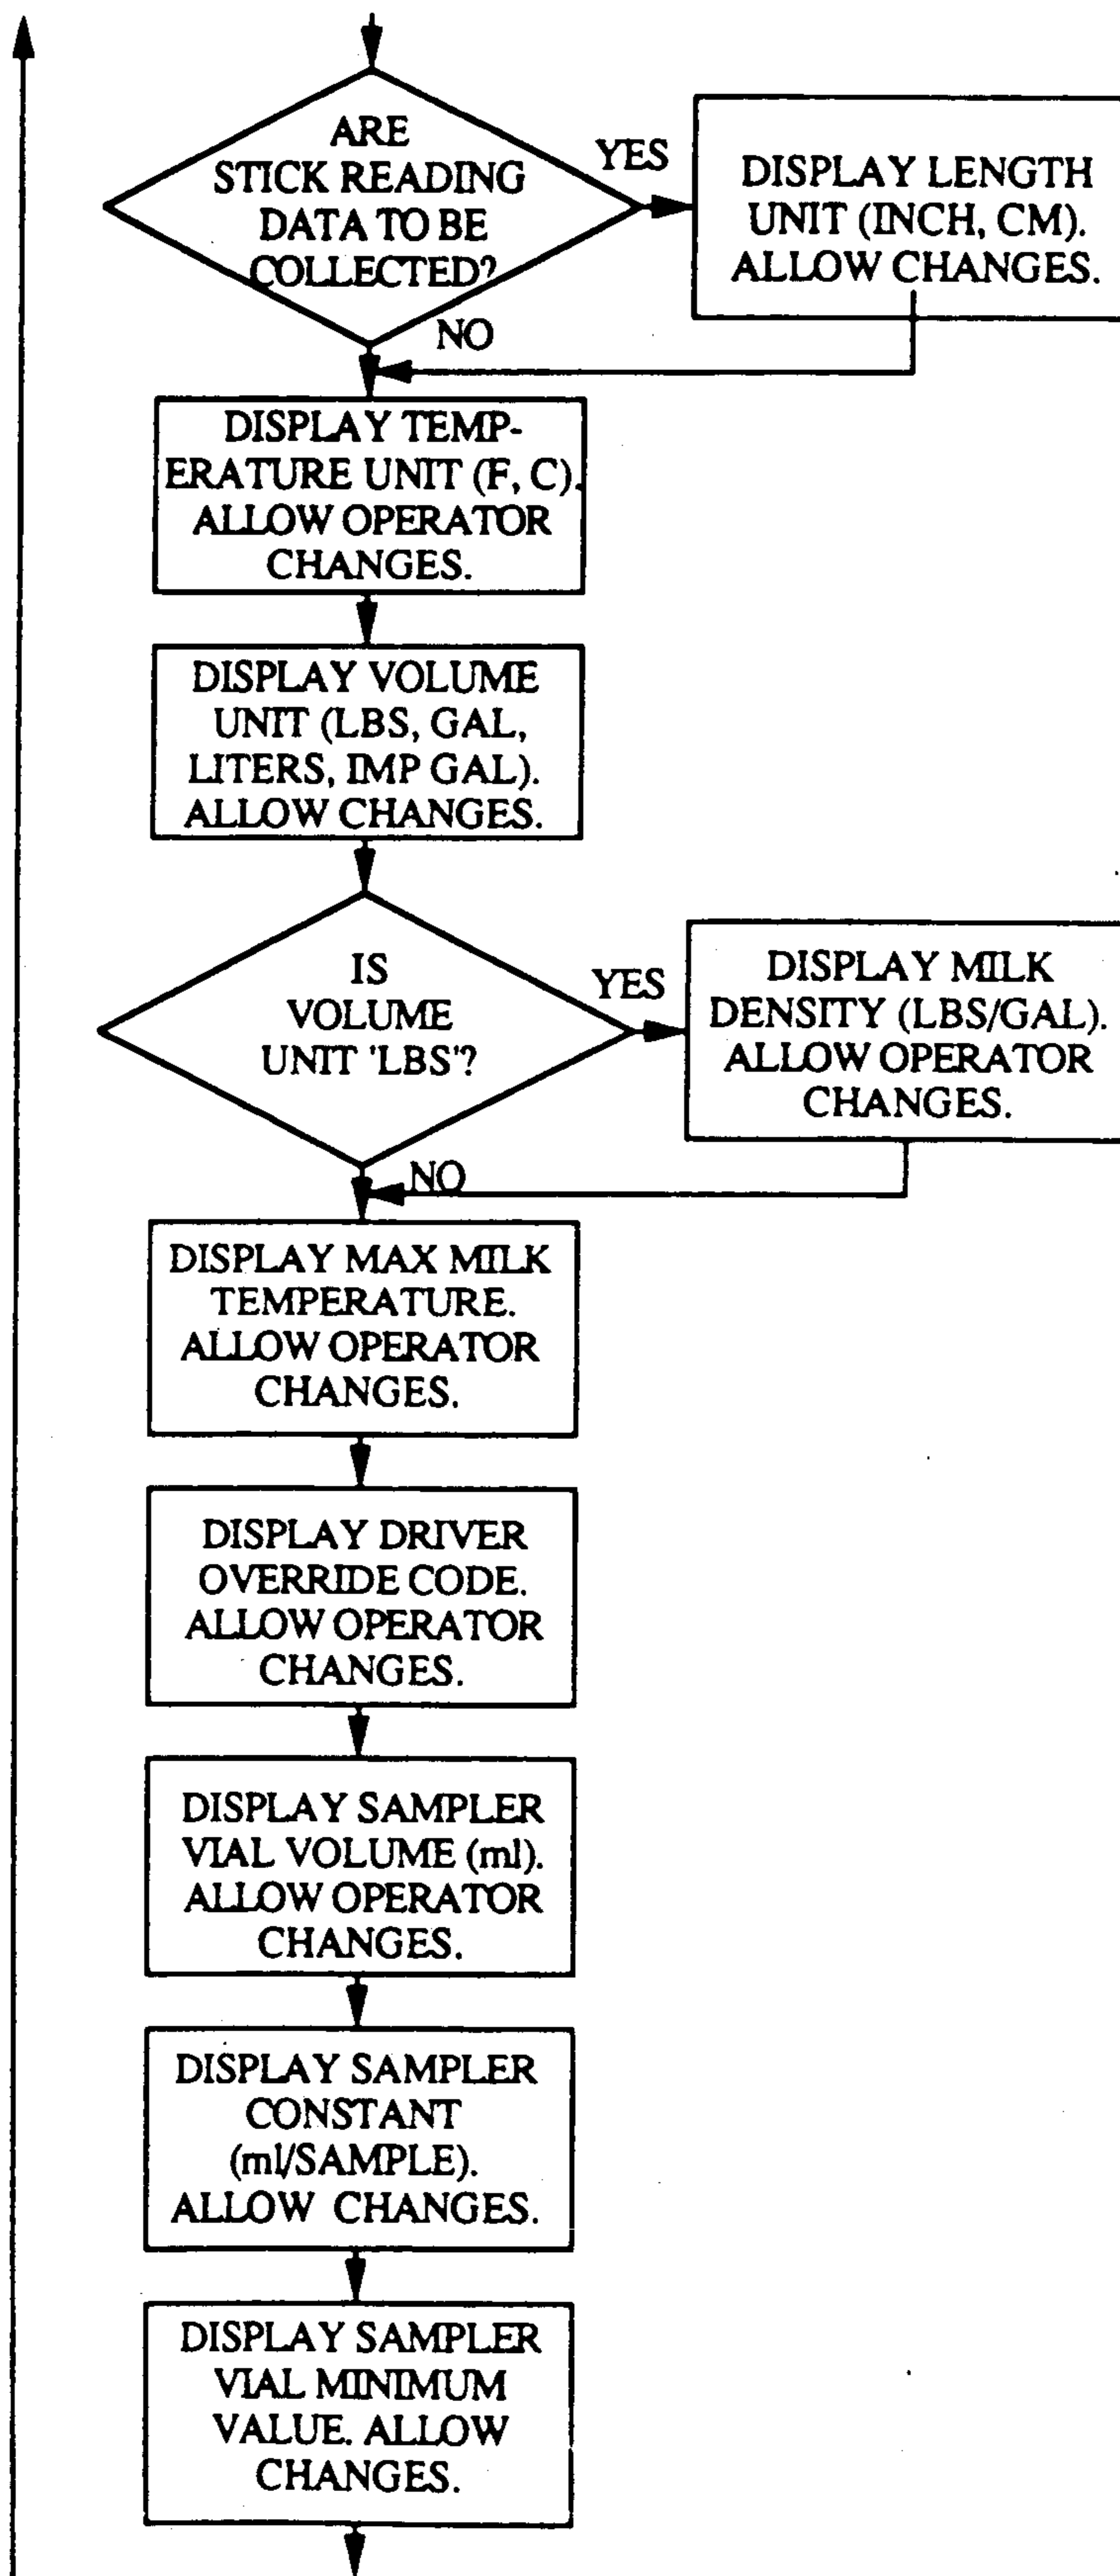 ARE
STICK READING
DATA TO BE
COLLECTED?
YES
DISPLAY LENGTH
UNIT (INCH, CM).
ALLOW CHANGES.
NO
DISPLAY TEMP-
ERATURE UNIT (F, C).
ALLOW OPERATOR
CHANGES.
DISPLAY VOLUME
UNIT (LBS, GAL,
LITERS, IMP GAL).
ALLOW CHANGES.
IS
VOLUME
UNIT 'LBS'?
YES
DISPLAY MILK
DENSITY (LBS/GAL).
ALLOW OPERATOR
CHANGES.
NO
DISPLAY MAX MILK
TEMPERATURE.
ALLOW OPERATOR
CHANGES.
DISPLAY DRIVER
OVERRIDE CODE.
ALLOW OPERATOR
CHANGES.
DISPLAY SAMPLER
VIAL VOLUME (ml).
ALLOW OPERATOR
CHANGES.
DISPLAY SAMPLER
CONSTANT
(ml/SAMPLE).
ALLOW CHANGES.
DISPLAY SAMPLER
VIAL MINIMUM
VALUE. ALLOW
CHANGES.